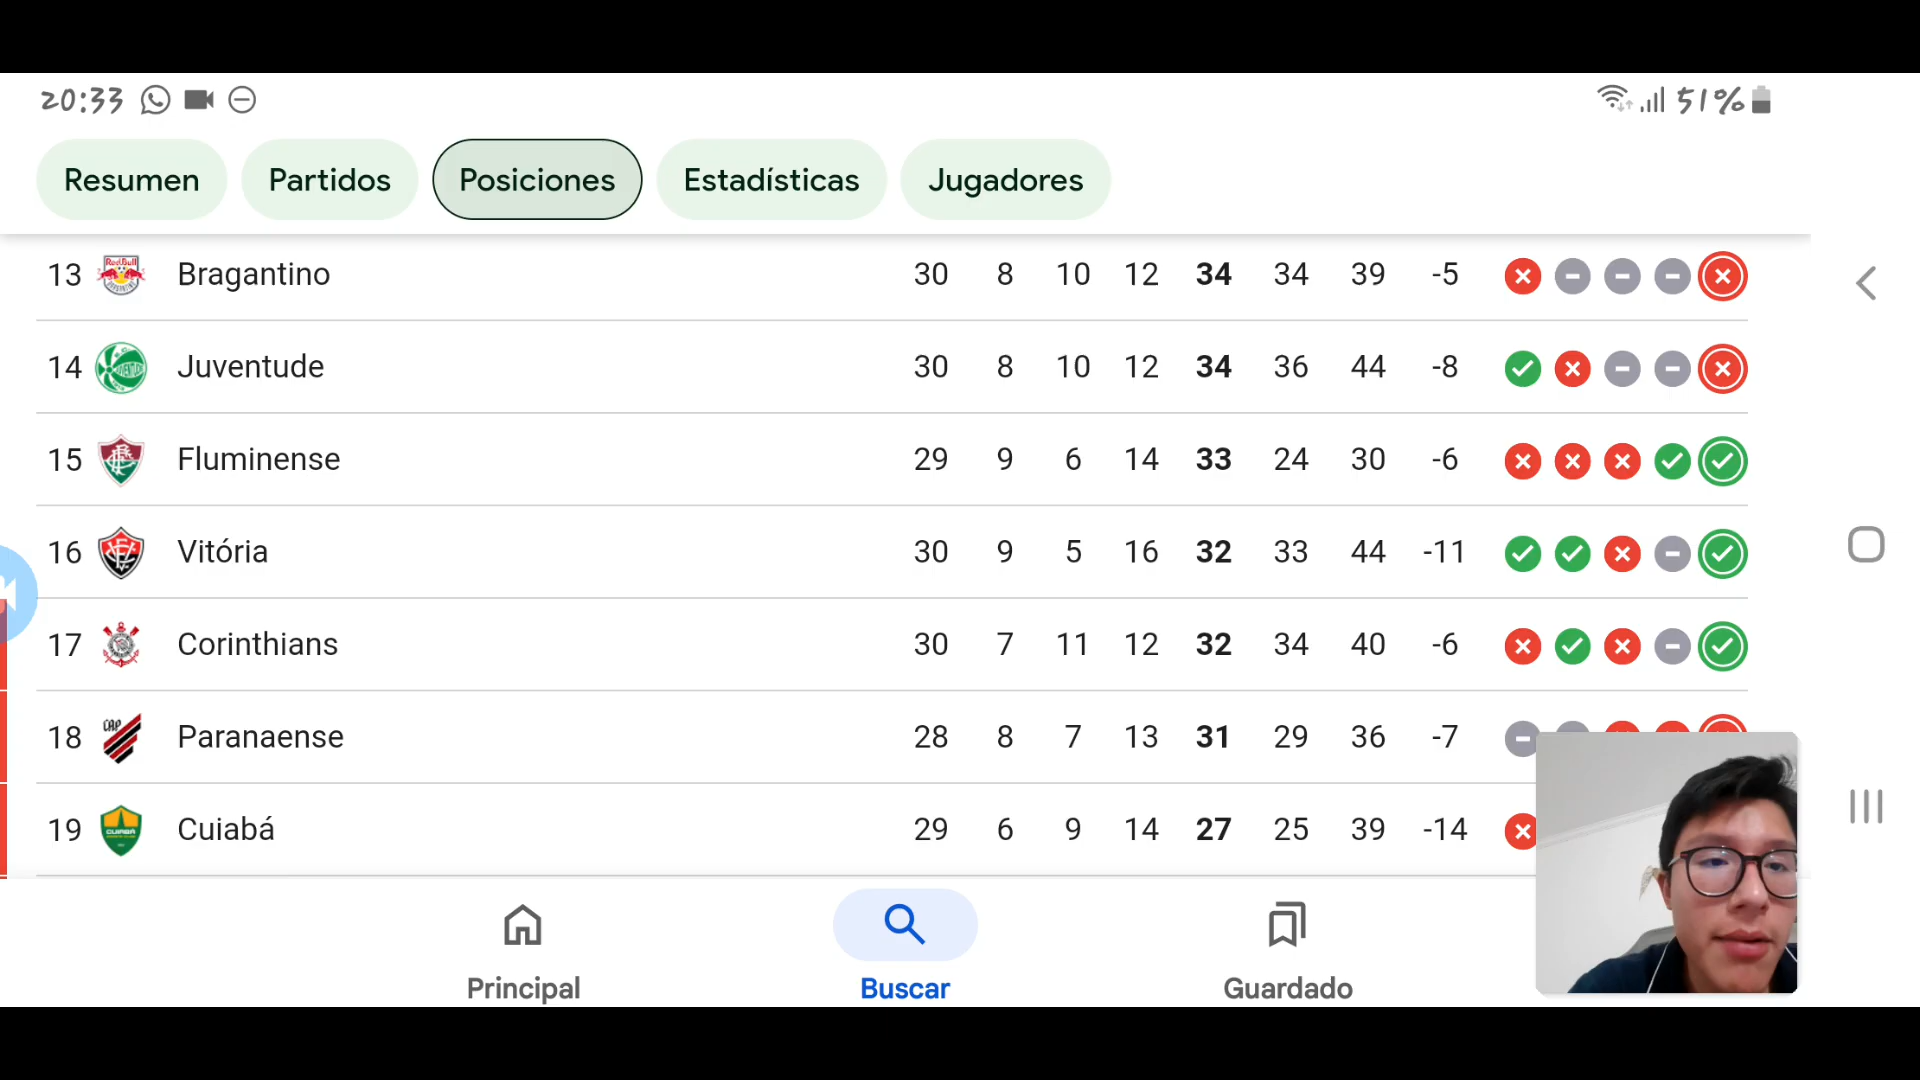 20:33 51%
Resumen Partidos Posiciones Estadísticas Jugadores
13 Bragantino 30 8 10 12 34 34 39 -5
14 Juventude 30 8 10 12 34 36 44 -8
15 Fluminense 29 9 6 14 33 24 30 -6
16 Vitória 30 9 5 16 32 33 44 -11
17 Corinthians 30 7 11 12 32 34 40 -6
18 CAP Paranaense 28 8 7 13 31 29 36 -7
19 CUIABÁ Cuiabá 29 6 9 14 27 25 39 -14
Principal Buscar Guardado